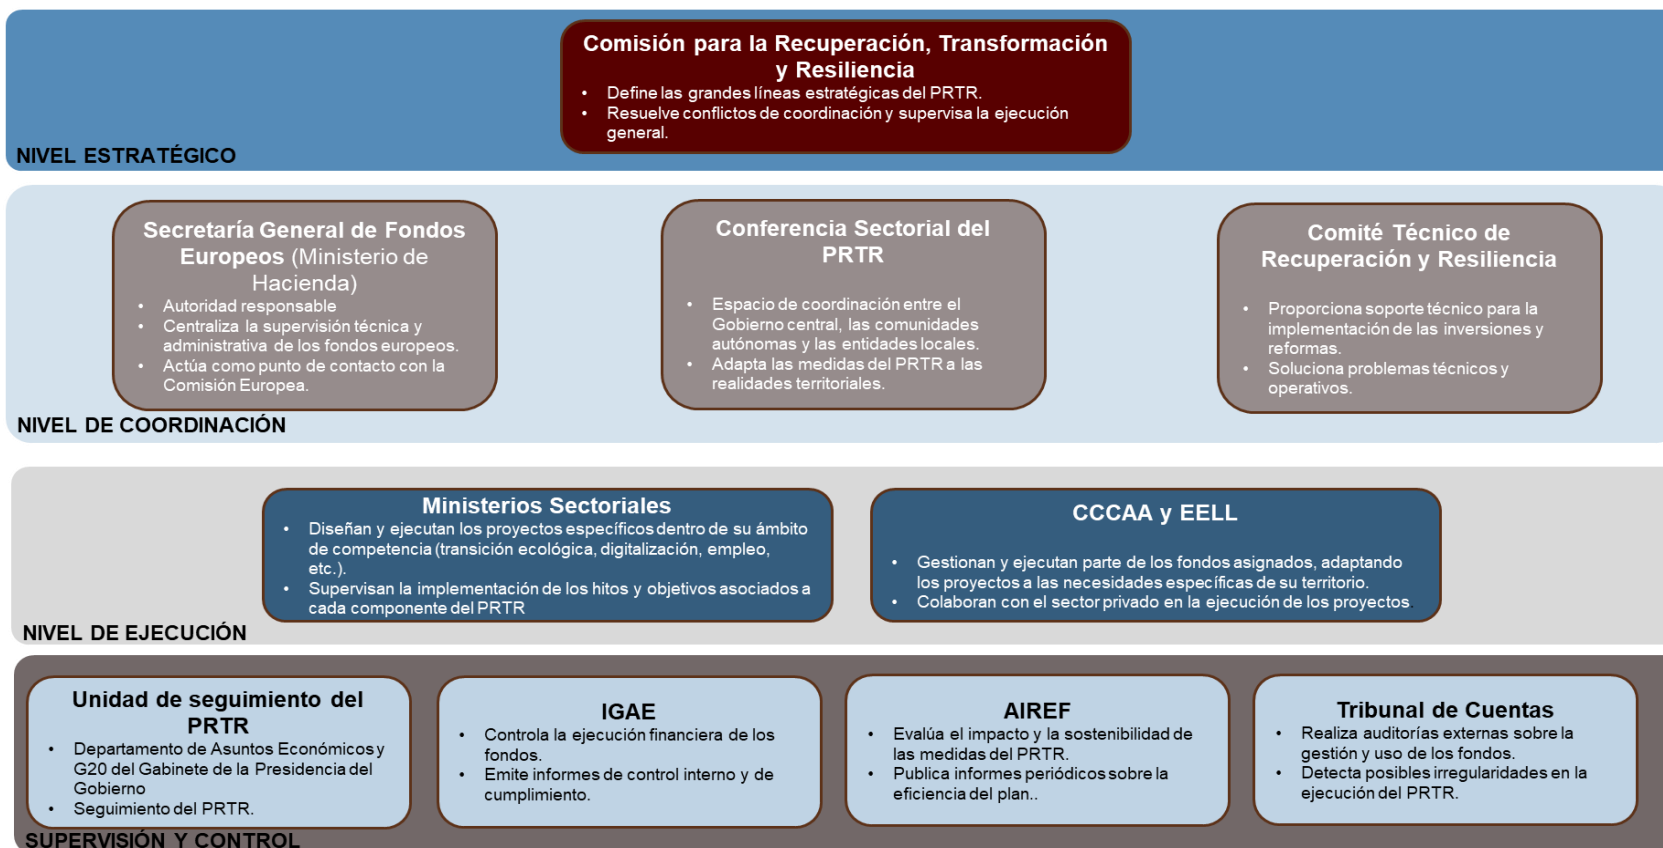 Comisión para la Recuperación, Transformación
y Resiliencia
• Define las grandes líneas estratégicas del PRTR.
• Resuelve conflictos de coordinación y supervisa la ejecución
general.
NIVEL ESTRATÉGICO
Secretaría General de Fondos
Europeos (Ministerio de
Hacienda)
• Autoridad responsable
• Centraliza la supervisión técnica y
administrativa de los fondos europeos.
• Actúa como punto de contacto con la
Comisión Europea.
Conferencia Sectorial del
PRTR
• Espacio de coordinación entre el
Gobierno central, las comunidades
autónomas y las entidades locales.
• Adapta las medidas del PRTR a las
realidades territoriales.
Comité Técnico de
Recuperación y Resiliencia
• Proporciona soporte técnico para la
implementación de las inversiones y
reformas.
• Soluciona problemas técnicos y
operativos.
NIVEL DE COORDINACIÓN
Ministerios Sectoriales
• Diseñan y ejecutan los proyectos específicos dentro de su ámbito
de competencia (transición ecológica, digitalización, empleo,
etc.).
• Supervisan la implementación de los hitos y objetivos asociados a
cada componente del PRTR
CCCAA y EELL
• Gestionan y ejecutan parte de los fondos asignados, adaptando
los proyectos a las necesidades específicas de su territorio.
• Colaboran con el sector privado en la ejecución de los proyectos
NIVEL DE EJECUCIÓN
Unidad de seguimiento del
PRTR
• Departamento de Asuntos Económicos y
G20 del Gabinete de la Presidencia del
Gobierno
• Seguimiento del PRTR.
IGAE
• Controla la ejecución financiera de los
fondos.
• Emite informes de control interno y de
cumplimiento.
AIREF
• Evalúa el impacto y la sostenibilidad de
las medidas del PRTR.
• Publica informes periódicos sobre la
eficiencia del plan..
Tribunal de Cuentas
• Realiza auditorías externas sobre la
gestión y uso de los fondos.
• Detecta posibles irregularidades en la
ejecución del PRTR.
SUPERVISIÓN Y CONTROL